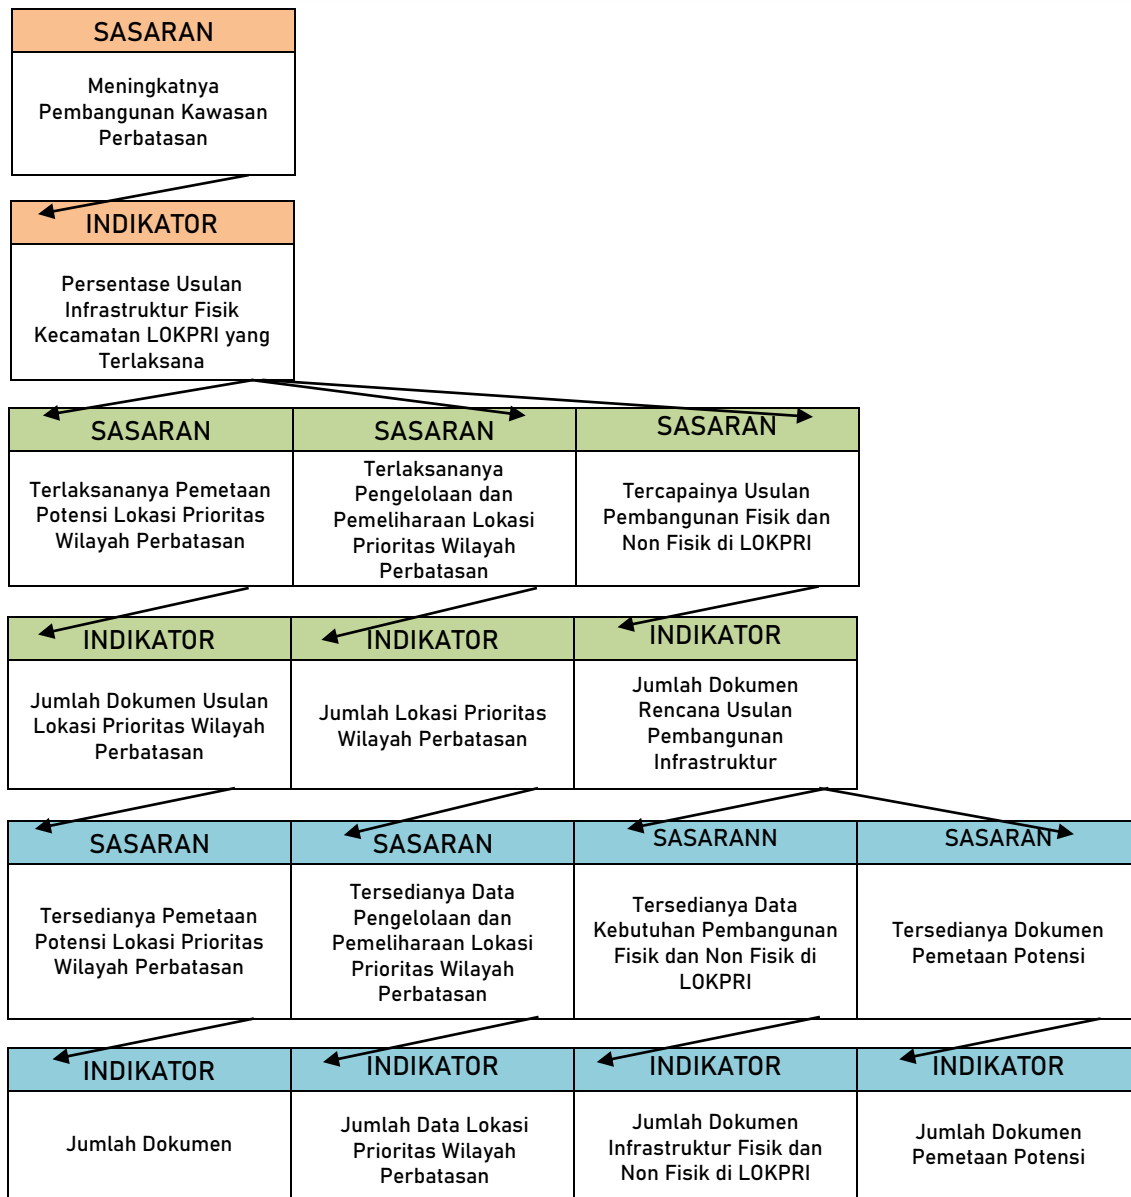 SASARAN
Meningkatnya
Pembangunan Kawasan
Perbatasan
INDIKATOR
Persentase Usulan
Infrastruktur Fisik
Kecamatan LOKPRI yang
Terlaksana
SASARAN
Terlaksananya Pemetaan
Potensi Lokasi Prioritas
Wilayah Perbatasan
SASARAN
Terlaksananya
Pengelolaan dan
Pemeliharaan Lokasi
Prioritas Wilayah
Perbatasan
SASARAN
Tercapainya Usulan
Pembangunan Fisik dan
Non Fisik di LOKPRI
INDIKATOR
Jumlah Dokumen Usulan
Lokasi Prioritas Wilayah
Perbatasan
INDIKATOR
Jumlah Lokasi Prioritas
Wilayah Perbatasan
INDIKATOR
Jumlah Dokumen
Rencana Usulan
Pembangunan
Infrastruktur
SASARAN
Tersedianya Pemetaan
Potensi Lokasi Prioritas
Wilayah Perbatasan
SASARAN
Tersedianya Data
Pengelolaan dan
Pemeliharaan Lokasi
Prioritas Wilayah
Perbatasan
SASARANN
Tersedianya Data
Kebutuhan Pembangunan
Fisik dan Non Fisik di
LOKPRI
SASARAN
Tersedianya Dokumen
Pemetaan Potensi
INDIKATOR
Jumlah Dokumen
INDIKATOR
Jumlah Data Lokasi
Prioritas Wilayah
Perbatasan
INDIKATOR
Jumlah Dokumen
Infrastruktur Fisik dan
Non Fisik di LOKPRI
INDIKATOR
Jumlah Dokumen
Pemetaan Potensi